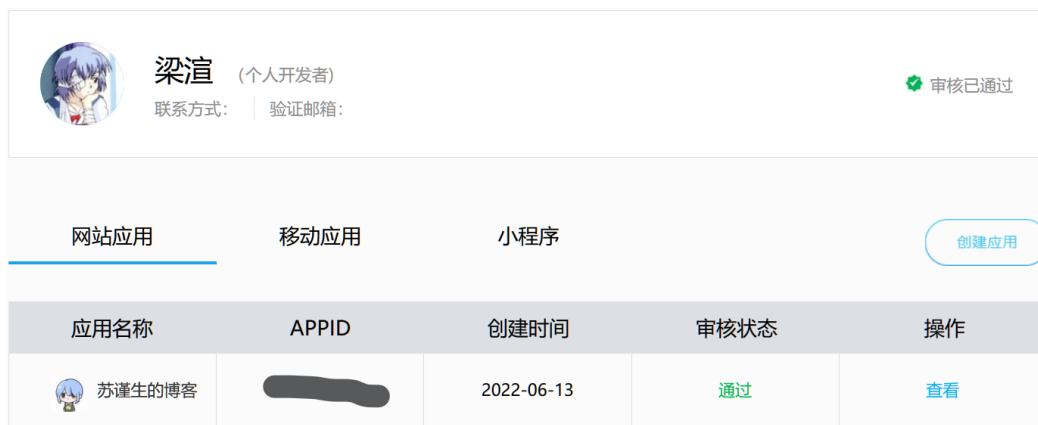 梁渲 (个人开发者)
审核已通过
联系方式: 验证邮箱:
网站应用 移动应用 小程序 创建应用
应用名称 APPID 创建时间 审核状态 操作
苏谨生的博客 2022-06-13 通过 查看